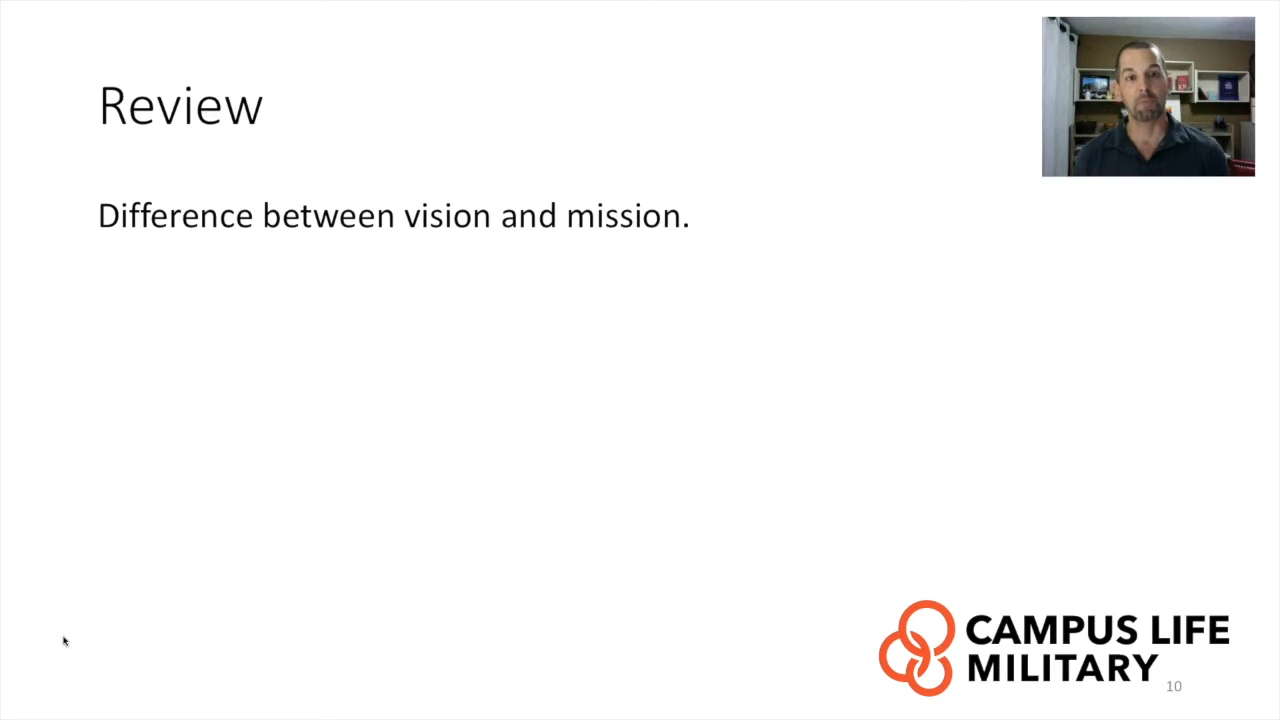 Review
Difference between vision and mission.
CAMPUS LIFE
MILITARY
10